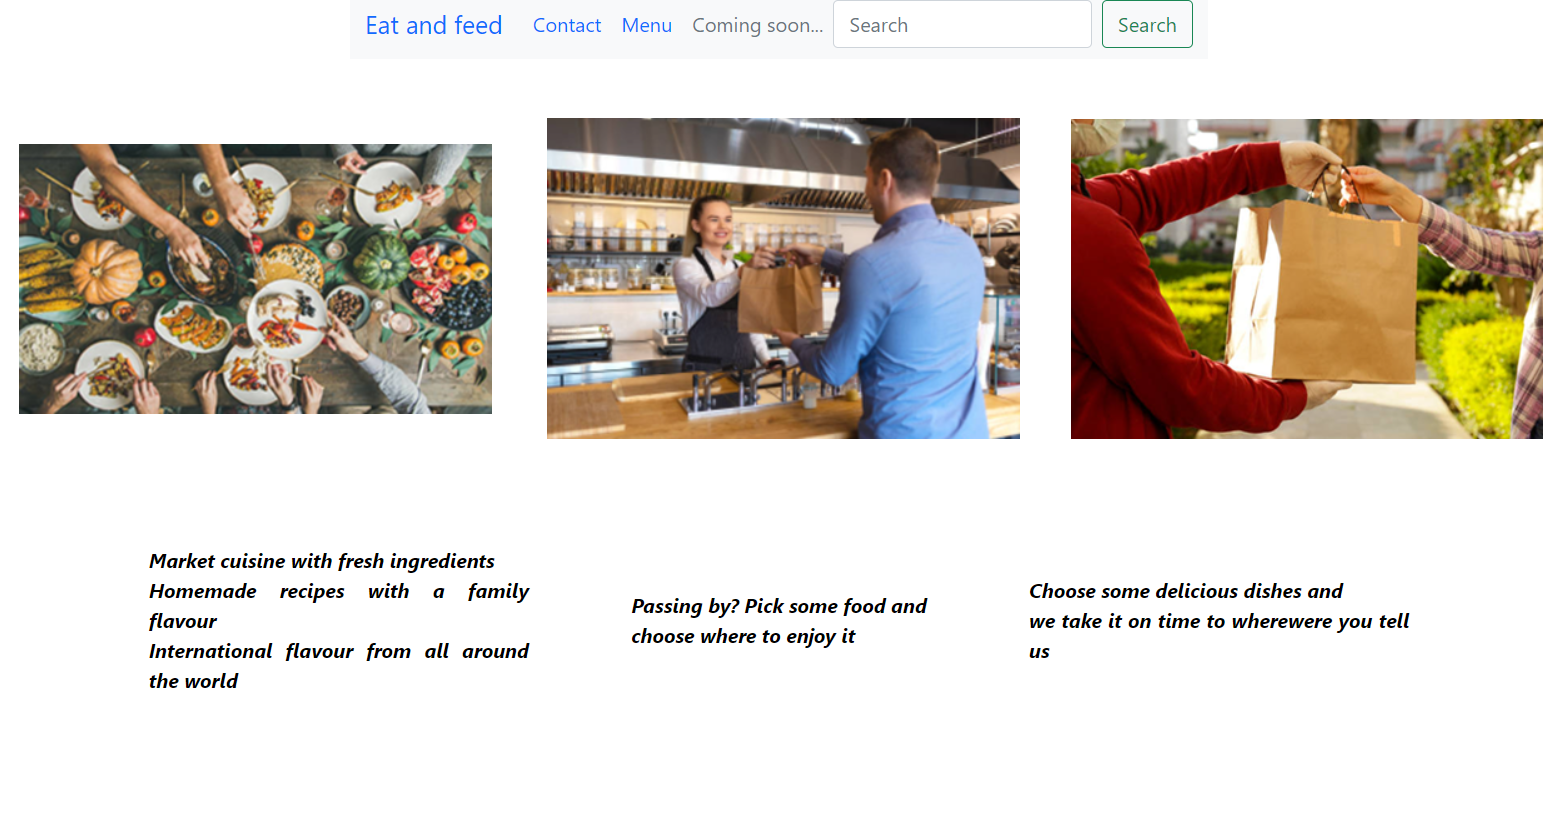 Eat and feed Contact Menu Coming soon... Search Search
Market cuisine with fresh ingredients
Homemade recipes with a family
flavour
International flavour from all around
the world
Passing by? Pick some food and
choose where to enjoy it
Choose some delicious dishes and
we take it on time to wherewere you tell
us